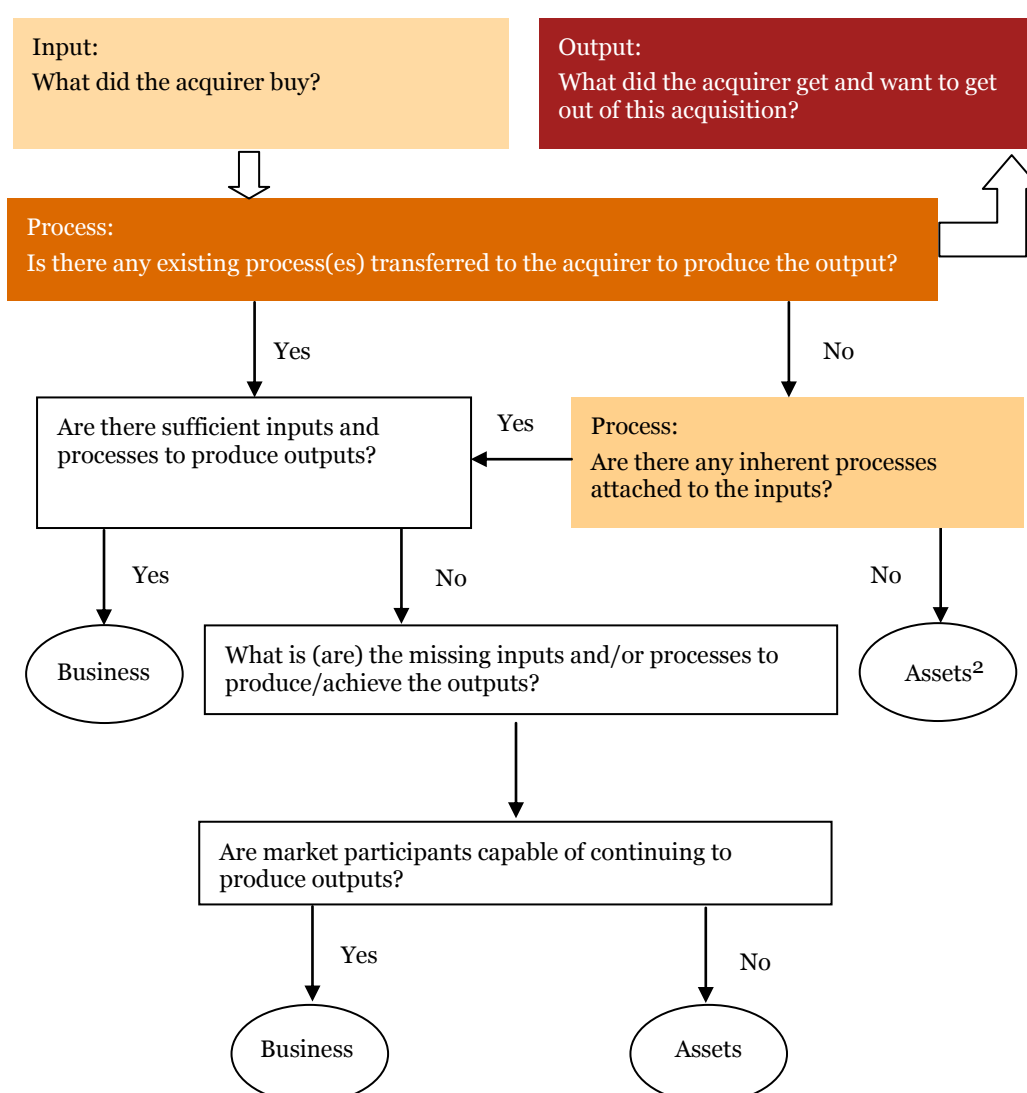 Input:
What did the acquirer buy?
Output:
What did the acquirer get and want to get
out of this acquisition?
Process:
Is there any existing process(es) transferred to the acquirer to produce the output?
Yes
No
Are there sufficient inputs and
processes to produce outputs?
Yes
Process:
Are there any inherent processes
attached to the inputs?
Yes
No
No
Business
What is (are) the missing inputs and/or processes to
produce/achieve the outputs?
Assets²
Are market participants capable of continuing to
produce outputs?
Yes
No
Business
Assets